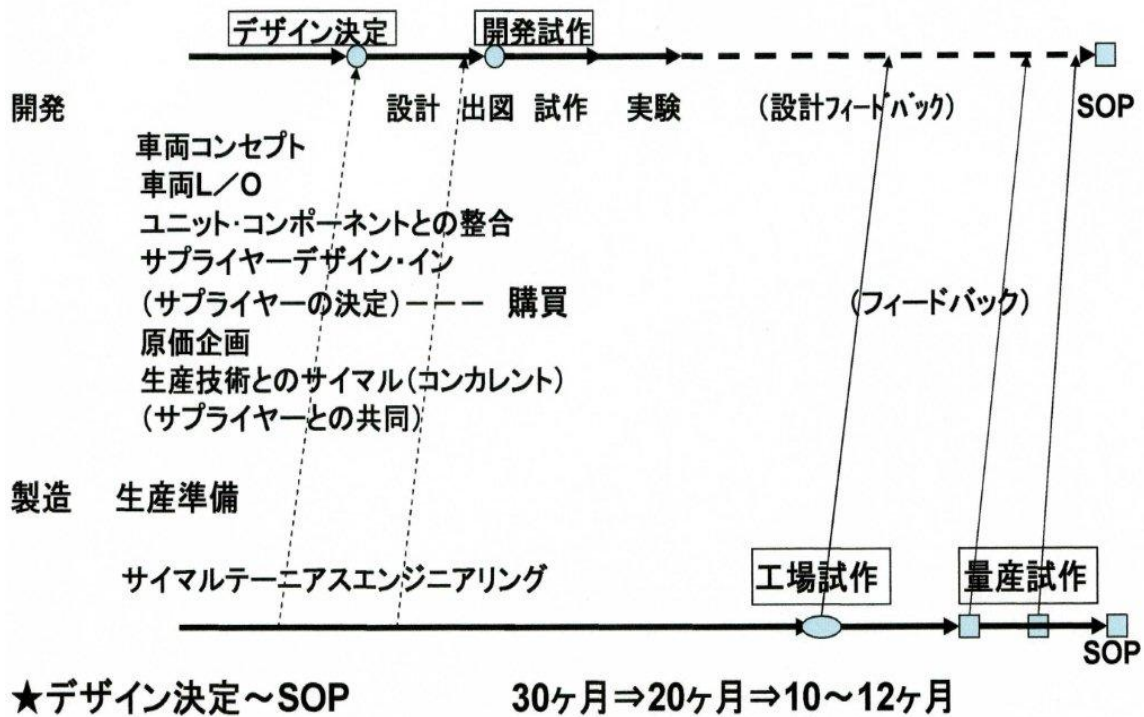 デザイン決定 開発試作
開発 設計 出図 試作 実験 (設計フィードバック) SOP
車両コンセプト
車両L/O
ユニット・コンポーネントとの整合
サプライヤーデザイン・イン
(サプライヤーの決定)--- 購買 (フィードバック)
原価企画
生産技術とのサイマル(コンカレント)
(サプライヤーとの共同)
製造 生産準備
サイマルテーニアスエンジニアリング 工場試作 量産試作
SOP
★デザイン決定~SOP 30ヶ月⇒20ヶ月⇒10~12ヶ月